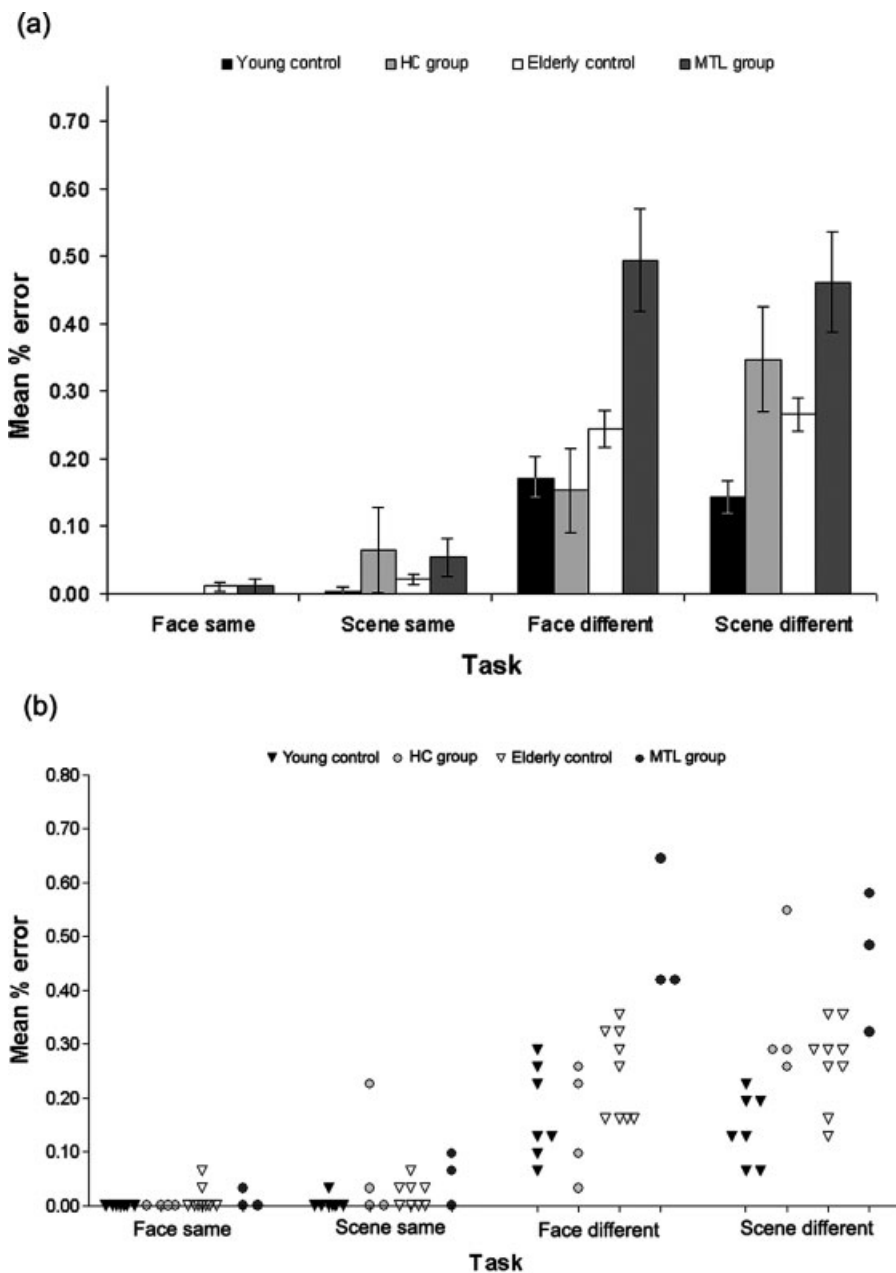 (a)
Young control HC group Elderly control MTL group
0.70
0.60
0.50
0.40
0.30
0.20
0.10
0.00
Mean % error
Face same Scene same Face different Scene different
Task
(b)
Young control HC group Elderly control MTL group
0.80
0.70
0.60
0.50
0.40
0.30
0.20
0.10
0.00
Mean % error
Face same Scene same Face different Scene different
Task